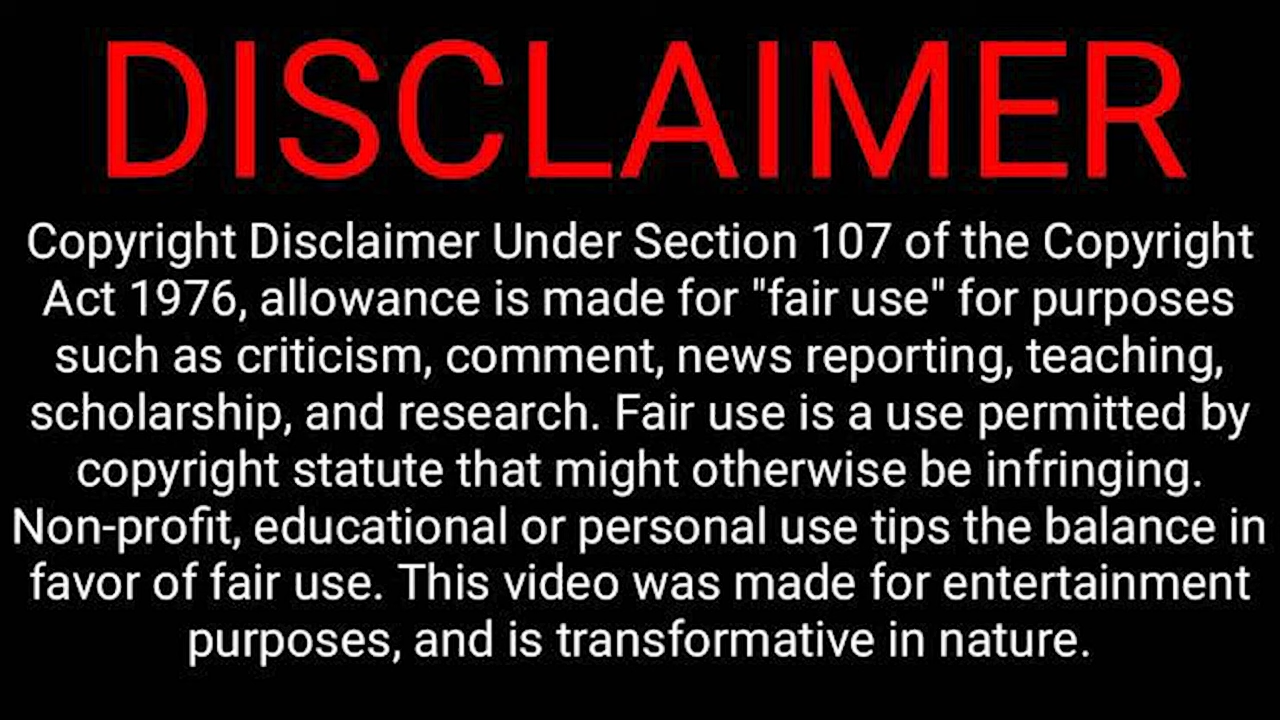 DISCLAIMER
Copyright Disclaimer Under Section 107 of the Copyright
Act 1976, allowance is made for "fair use" for purposes
such as criticism, comment, news reporting, teaching,
scholarship, and research. Fair use is a use permitted by
copyright statute that might otherwise be infringing.
Non-profit, educational or personal use tips the balance in
favor of fair use. This video was made for entertainment
purposes, and is transformative in nature.